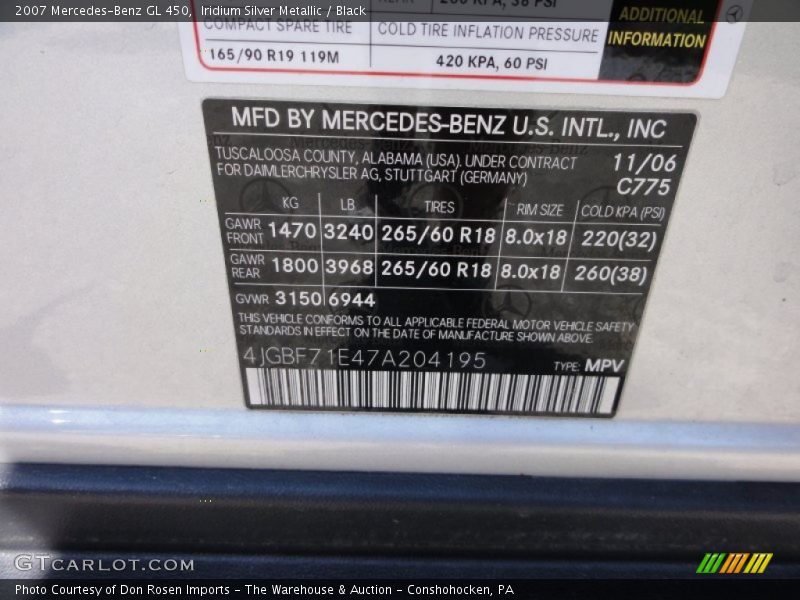 2007 Mercedes-Benz GL 450, Iridium Silver Metallic / Black
KPA, 38 PSI
ADDITIONAL
INFORMATION
COMPACT SPARE TIRE
COLD TIRE INFLATION PRESSURE
165/90 R19 119M
420 KPA, 60 PSI
MFD BY MERCEDES-BENZ U.S. INTL., INC
TUSCALOOSA COUNTY, ALABAMA (USA). UNDER CONTRACT
FOR DAIMLERCHRYSLER AG, STUTTGART (GERMANY)
11/06
C775
KG LB TIRES RIM SIZE COLD KPA (PSI)
GAWR FRONT 1470 3240 265/60 R18 8.0x18 220(32)
GAWR REAR 1800 3968 265/60 R18 8.0x18 260(38)
GVWR 3150 6944
THIS VEHICLE CONFORMS TO ALL APPLICABLE FEDERAL MOTOR VEHICLE SAFETY
STANDARDS IN EFFECT ON THE DATE OF MANUFACTURE SHOWN ABOVE.
4JGBF71E47A204195
TYPE: MPV
GTCARLOT.COM
Photo Courtesy of Don Rosen Imports - The Warehouse & Auction - Conshohocken, PA